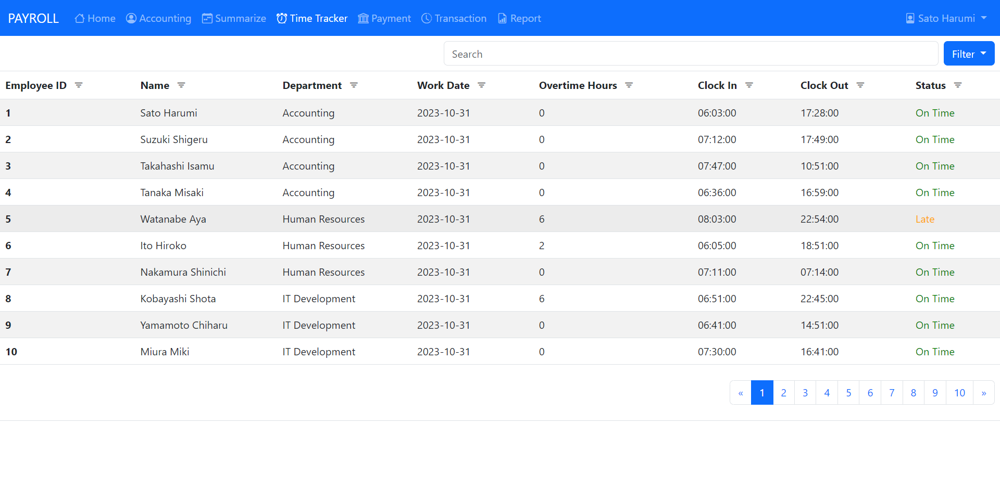 PAYROLL Home Accounting Summarize Time Tracker Payment Transaction Report Sato Harumi
Search Filter
Employee ID Name Department Work Date Overtime Hours Clock In Clock Out Status
1 Sato Harumi Accounting 2023-10-31 0 06:03:00 17:28:00 On Time
2 Suzuki Shigeru Accounting 2023-10-31 0 07:12:00 17:49:00 On Time
3 Takahashi Isamu Accounting 2023-10-31 0 07:47:00 10:51:00 On Time
4 Tanaka Misaki Accounting 2023-10-31 0 06:36:00 16:59:00 On Time
5 Watanabe Aya Human Resources 2023-10-31 6 08:03:00 22:54:00 Late
6 Ito Hiroko Human Resources 2023-10-31 2 06:05:00 18:51:00 On Time
7 Nakamura Shinichi Human Resources 2023-10-31 0 07:11:00 07:14:00 On Time
8 Kobayashi Shota IT Development 2023-10-31 6 06:51:00 22:45:00 On Time
9 Yamamoto Chiharu IT Development 2023-10-31 0 06:41:00 14:51:00 On Time
10 Miura Miki IT Development 2023-10-31 0 07:30:00 16:41:00 On Time
« 1 2 3 4 5 6 7 8 9 10 »